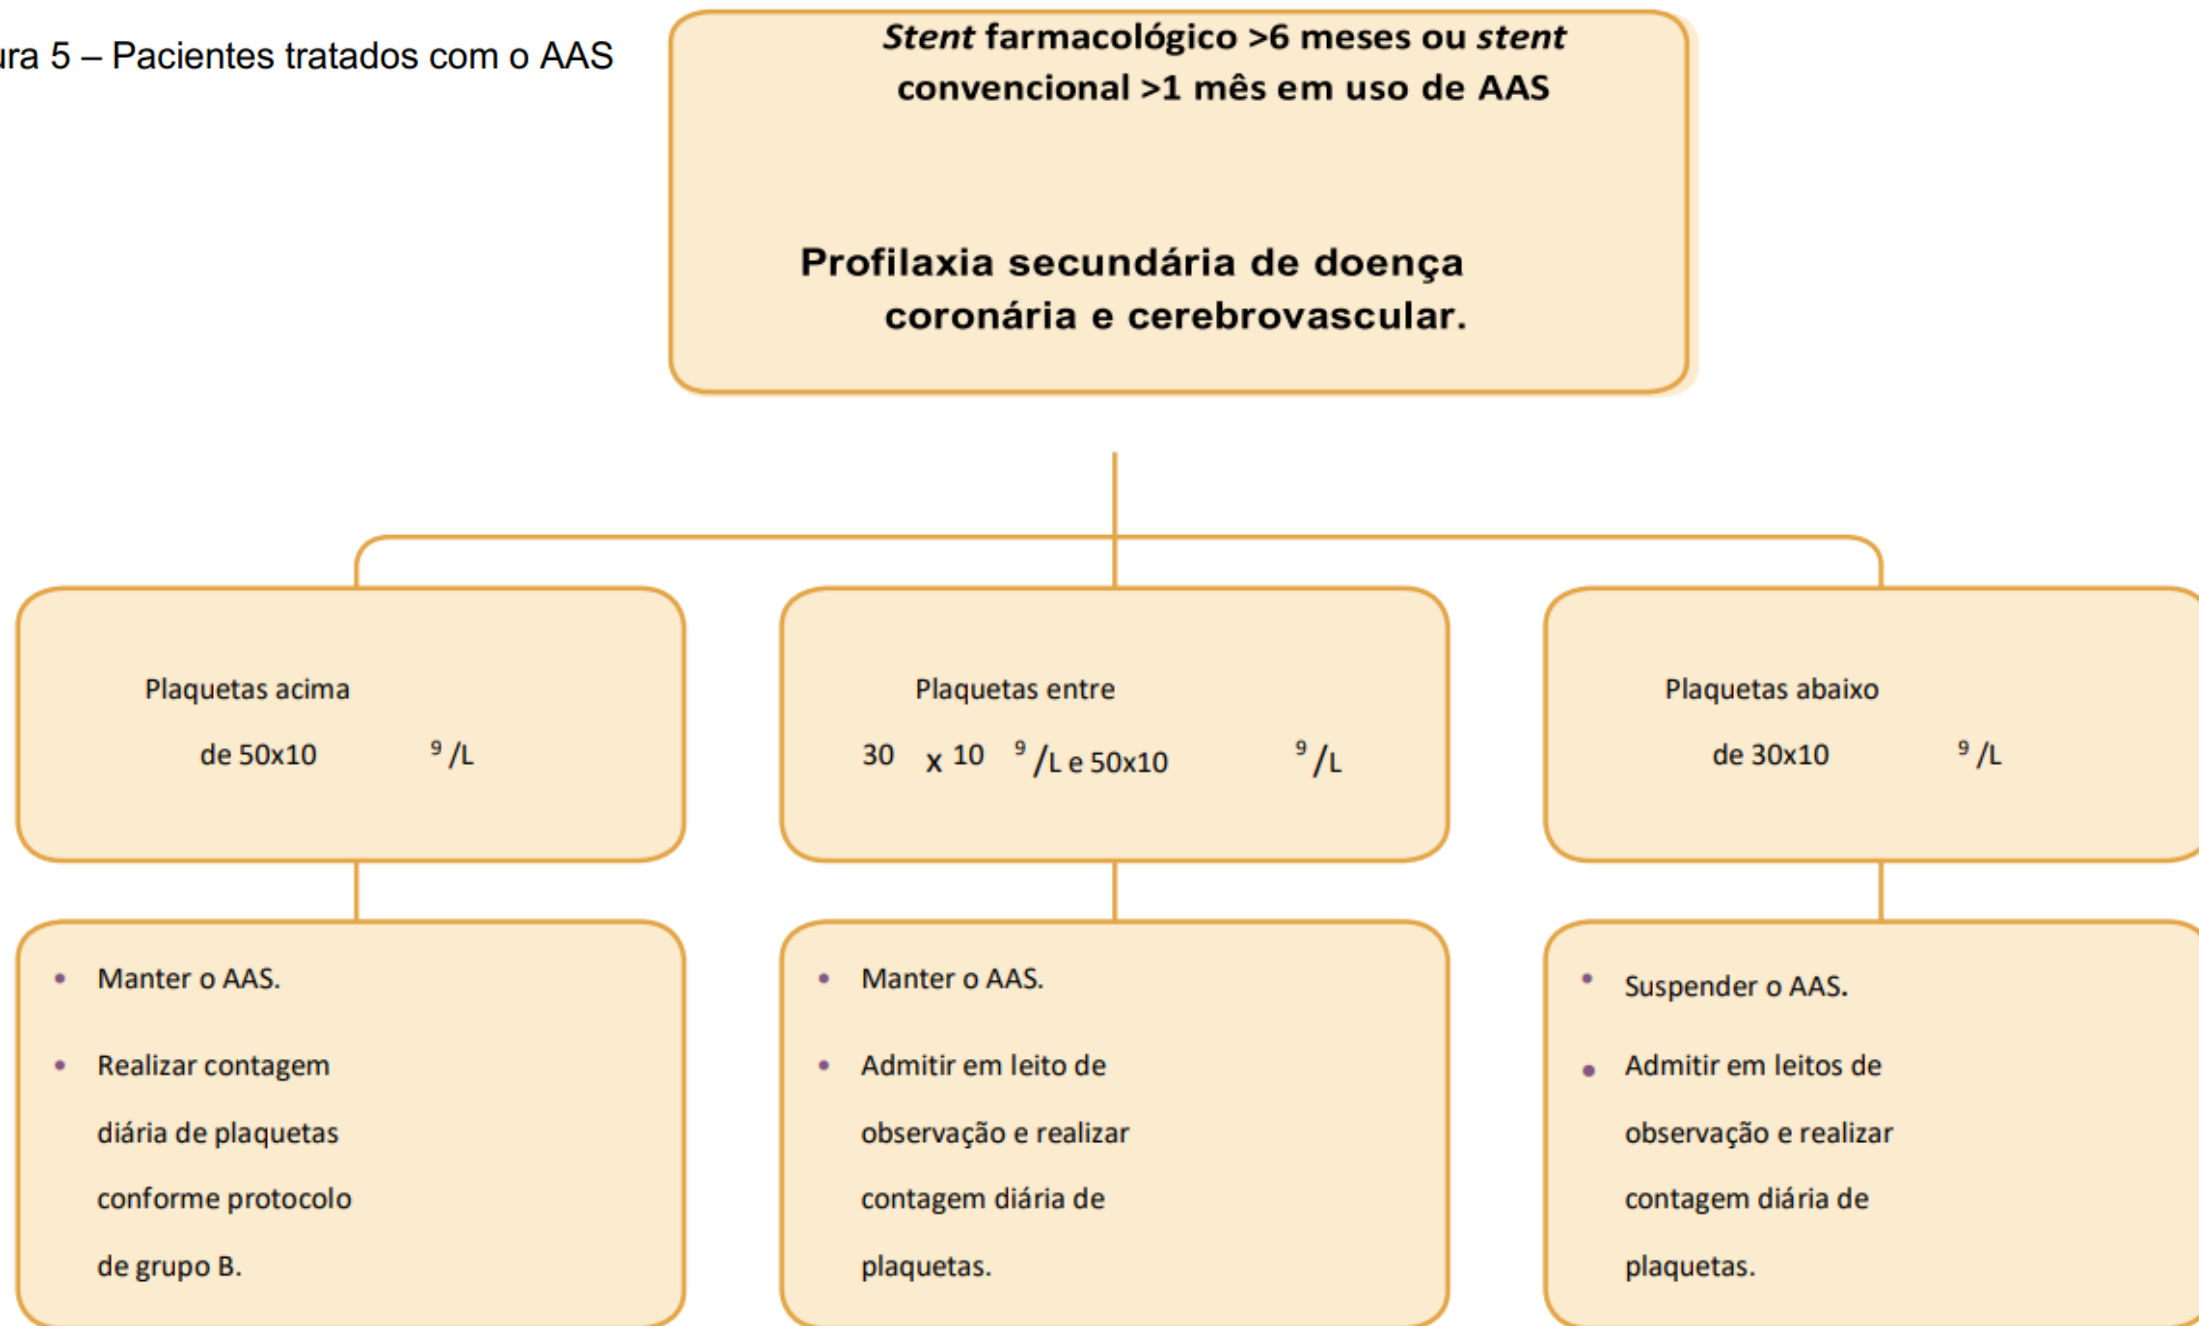 ura 5 – Pacientes tratados com o AAS
Stent farmacológico >6 meses ou stent
convencional >1 mês em uso de AAS
Profilaxia secundária de doença
coronária e cerebrovascular.
Plaquetas acima
de 50x10 ⁹ /L
Plaquetas entre
30 x 10 ⁹ /L e 50x10 ⁹ /L
Plaquetas abaixo
de 30x10 ⁹ /L
• Manter o AAS.
• Realizar contagem
diária de plaquetas
conforme protocolo
de grupo B.
• Manter o AAS.
• Admitir em leito de
observação e realizar
contagem diária de
plaquetas.
• Suspender o AAS.
• Admitir em leitos de
observação e realizar
contagem diária de
plaquetas.